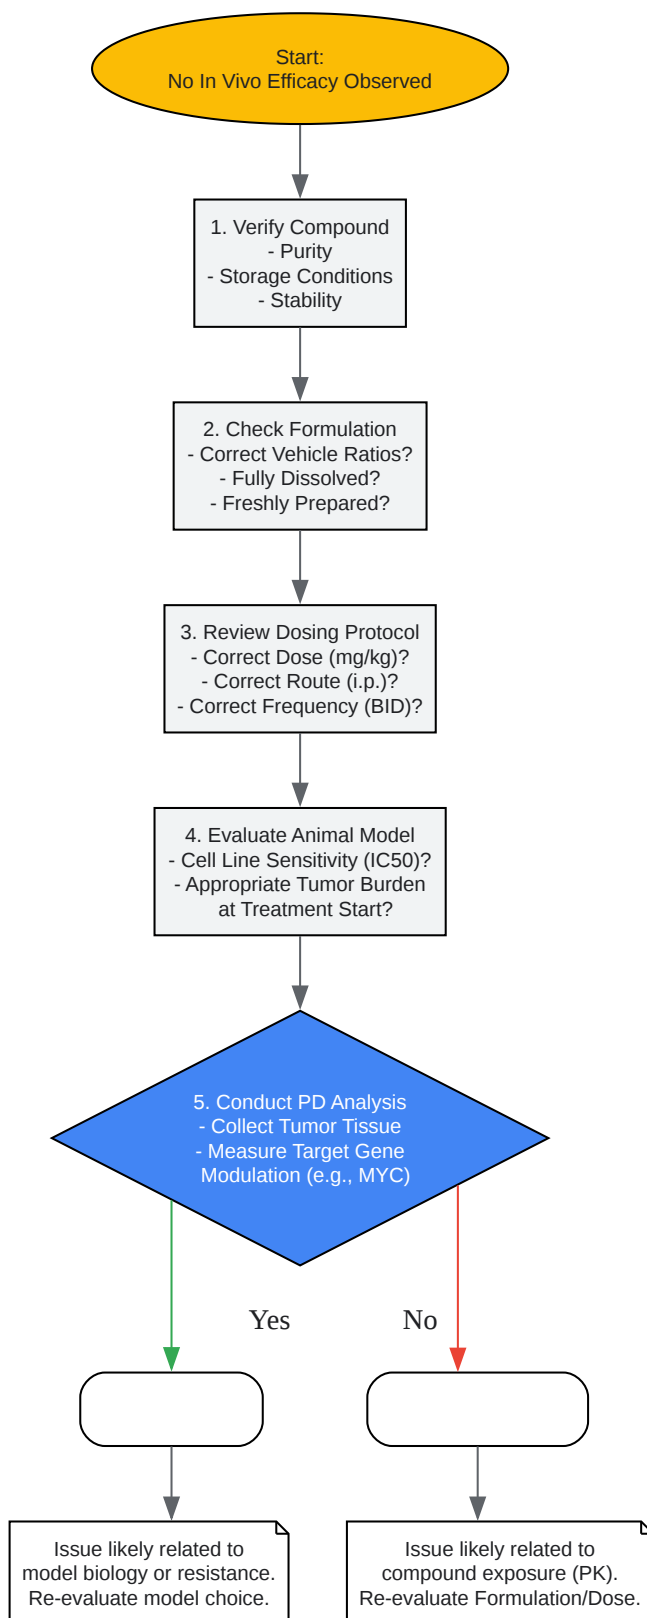 Start:
No In Vivo Efficacy Observed
1. Verify Compound
- Purity
- Storage Conditions
- Stability
2. Check Formulation
- Correct Vehicle Ratios?
- Fully Dissolved?
- Freshly Prepared?
3. Review Dosing Protocol
- Correct Dose (mg/kg)?
- Correct Route (i.p.)?
- Correct Frequency (BID)?
4. Evaluate Animal Model
- Cell Line Sensitivity (IC50)?
- Appropriate Tumor Burden
at Treatment Start?
5. Conduct PD Analysis
- Collect Tumor Tissue
- Measure Target Gene
Modulation (e.g., MYC)
Yes
No
Issue likely related to
model biology or resistance.
Re-evaluate model choice.
Issue likely related to
compound exposure (PK).
Re-evaluate Formulation/Dose.